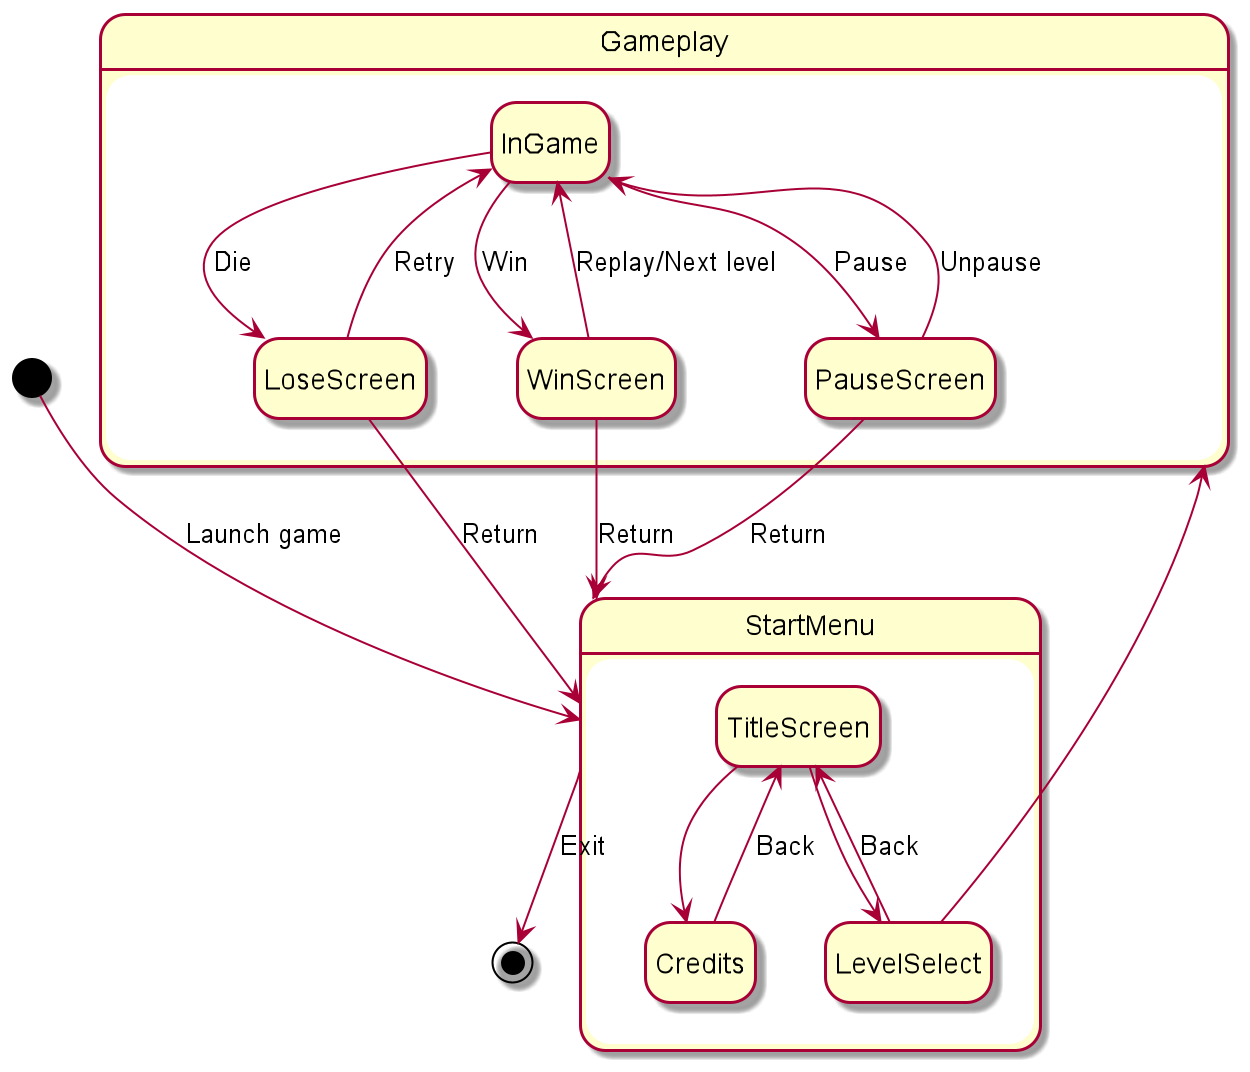 Gameplay
InGame
Die
Retry
Win
Replay/Next level
Pause
Unpause
LoseScreen
WinScreen
PauseScreen
Launch game
Return
Return
Return
StartMenu
TitleScreen
Exit
Back
Back
Credits
LevelSelect